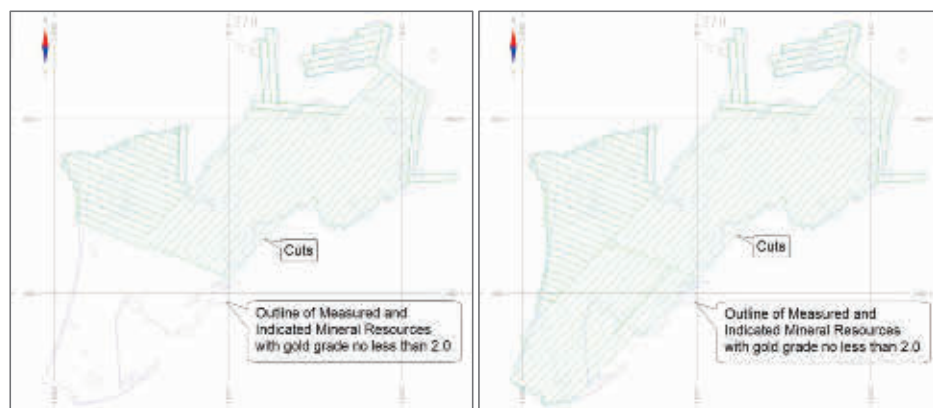 Cuts
Outline of Measured and
Indicated Mineral Resources
with gold grade no less than 2.0
Cuts
Outline of Measured and
Indicated Mineral Resources
with gold grade no less than 2.0